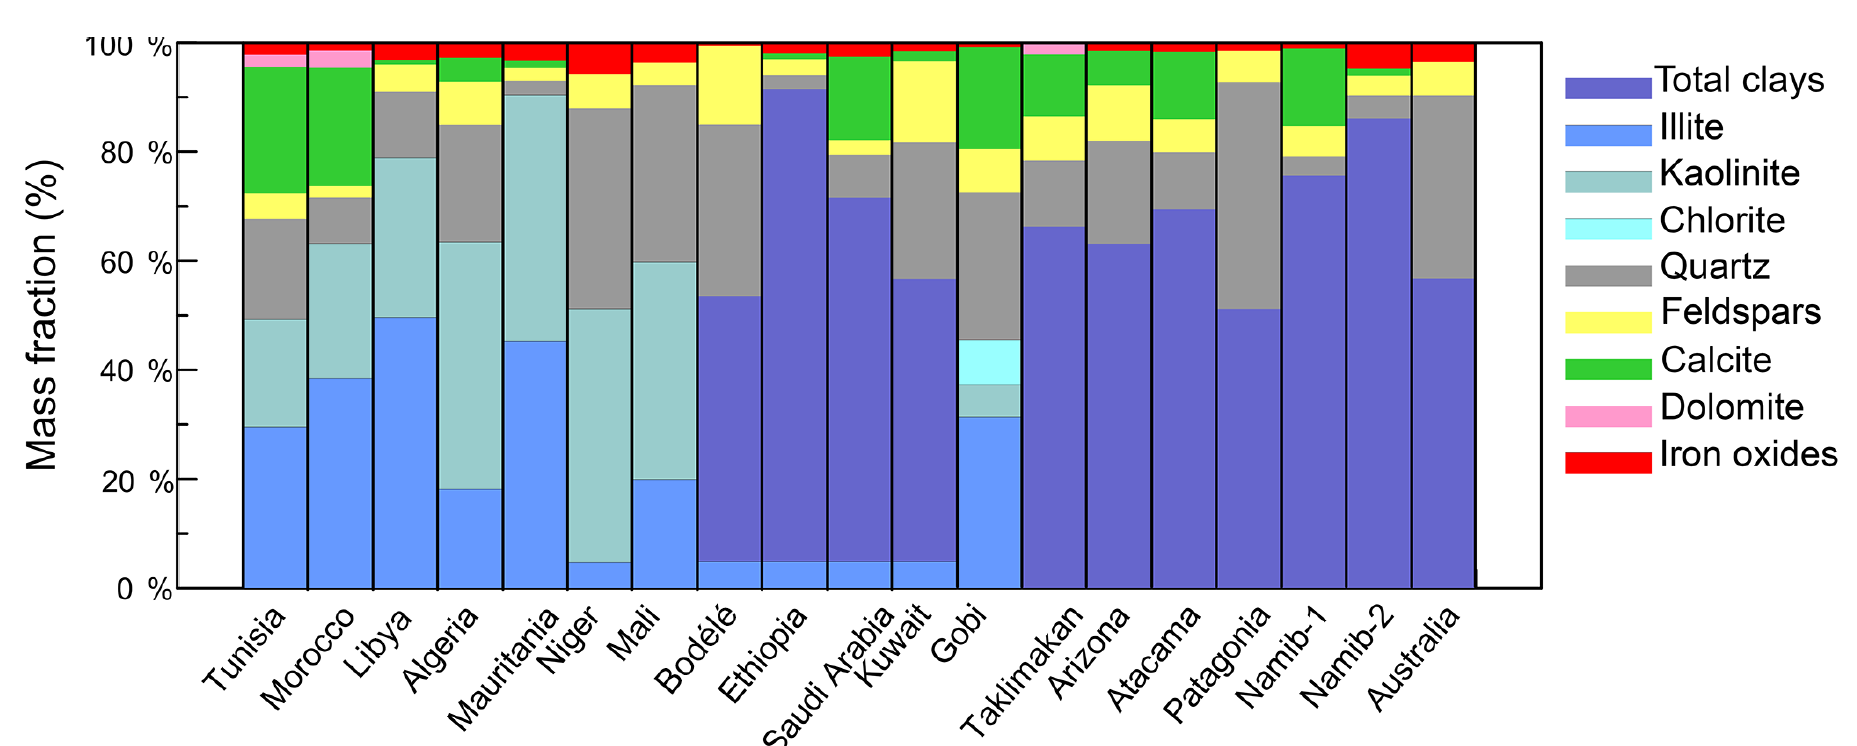 Mass fraction (%)
100 %
80 %
60 %
40 %
20 %
0 %
Tunisia
Morocco
Libya
Algeria
Mauritania
Niger
Mali
Bodélé
Ethiopia
Saudi Arabia
Kuwait
Gobi
Taklimakan
Arizona
Atacama
Patagonia
Namib-1
Namib-2
Australia
Total clays
Illite
Kaolinite
Chlorite
Quartz
Feldspars
Calcite
Dolomite
Iron oxides